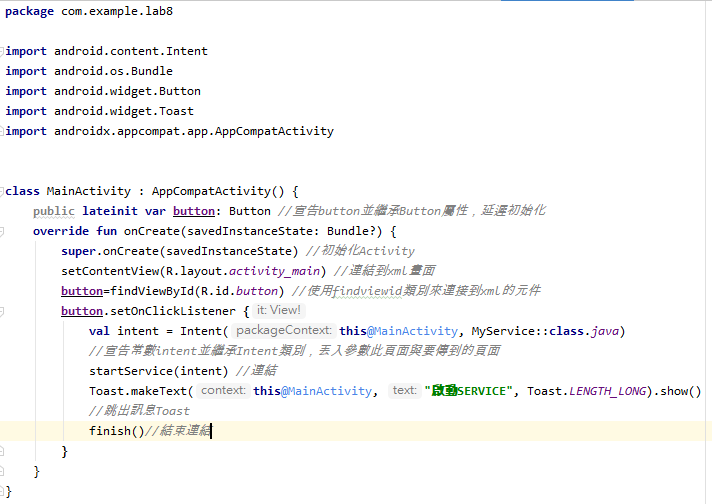 package com.example.lab8
import android.content.Intent
import android.os.Bundle
import android.widget.Button
import android.widget.Toast
import androidx.appcompat.app.AppCompatActivity
class MainActivity : AppCompatActivity() {
public lateinit var button: Button //宣告button並繼承Button屬性，延遲初始化
override fun onCreate(savedInstanceState: Bundle?) {
super.onCreate(savedInstanceState) //初始化Activity
setContentView(R.layout.activity_main) //連結到xml畫面
button=findViewById(R.id.button) //使用findviewid類別來連接到xml的元件
button.setOnClickListener { it: View!
val intent = Intent( packageContext: this@MainActivity, MyService::class.java)
//宣告常數intent並繼承Intent類別，丟入參數此頁面與要傳到的頁面
startService(intent) //連結
Toast.makeText( context: this@MainActivity, text: "啟動SERVICE", Toast.LENGTH_LONG).show()
//跳出訊息Toast
finish()//結束連結
}
}
}